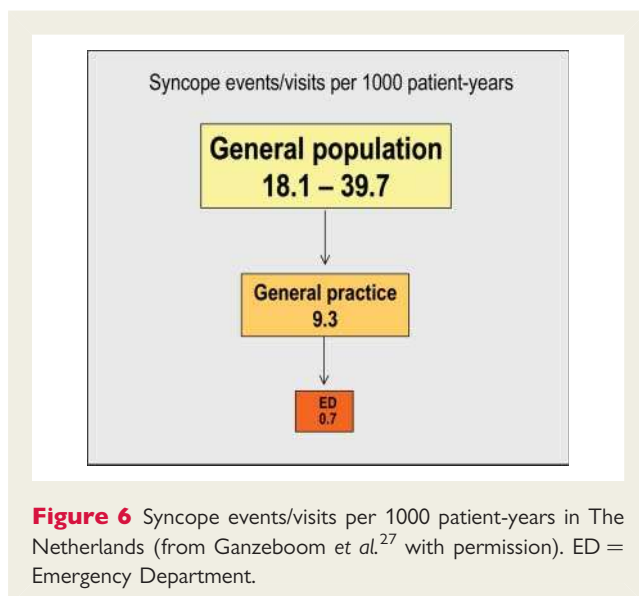 Syncope events/visits per 1000 patient-years
General population
18.1 – 39.7
General practice
9.3
ED
0.7
Figure 6 Syncope events/visits per 1000 patient-years in The
Netherlands (from Ganzeboom et al.27 with permission). ED =
Emergency Department.